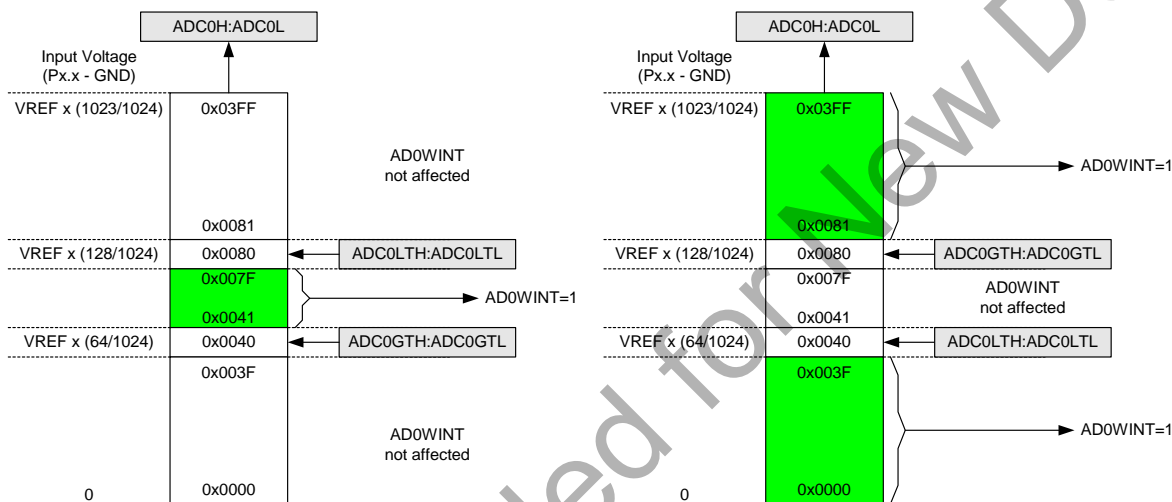 ADC0H:ADC0L
Input Voltage
(Px.x - GND)
VREF x (1023/1024)
0x03FF
AD0WINT
not affected
0x0081
VREF x (128/1024)
0x0080
ADC0LTH:ADC0LTL
0x007F
AD0WINT=1
0x0041
VREF x (64/1024)
0x0040
ADC0GTH:ADC0GTL
0x003F
AD0WINT
not affected
0
0x0000
ADC0H:ADC0L
Input Voltage
(Px.x - GND)
VREF x (1023/1024)
0x03FF
AD0WINT=1
0x0081
VREF x (128/1024)
0x0080
ADC0GTH:ADC0GTL
0x007F
AD0WINT
not affected
0x0041
VREF x (64/1024)
0x0040
ADC0LTH:ADC0LTL
0x003F
AD0WINT=1
0
0x0000
for New